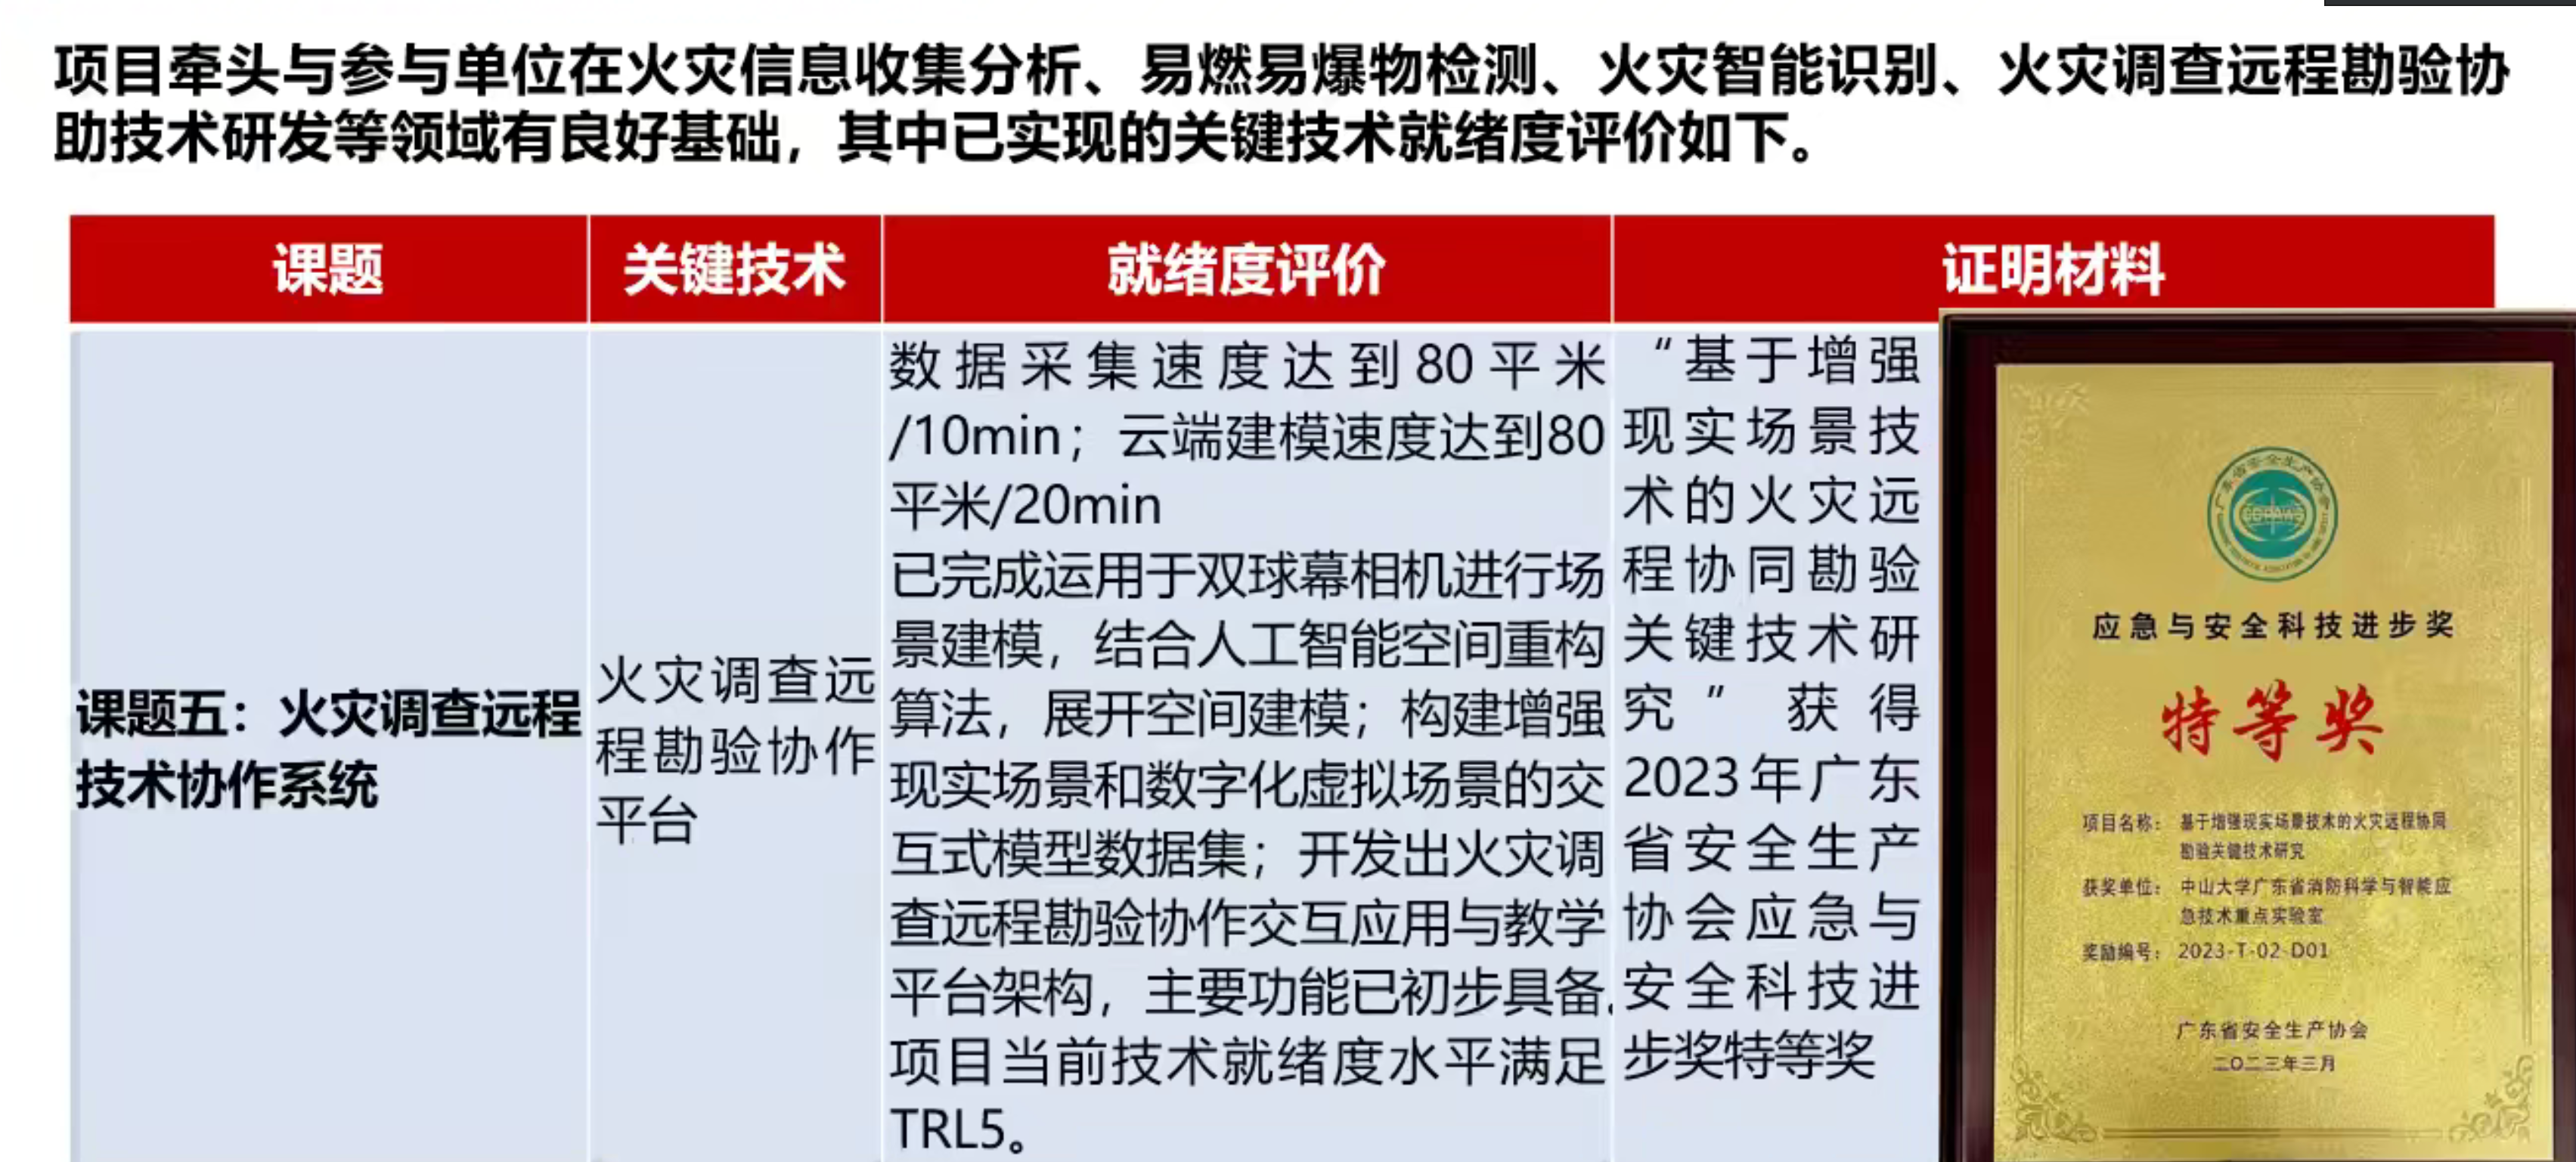 项目牵头与参与单位在火灾信息收集分析、易燃易爆物检测、火灾智能识别、火灾调查远程勘验协
助技术研发等领域有良好基础，其中已实现的关键技术就绪度评价如下。
课题
关键技术
就绪度评价
证明材料
课题五：火灾调查远程
技术协作系统
火灾调查远
程勘验协作
平台
数据采集速度达到80平米
/10min；云端建模速度达到80
平米/20min
已完成运用于双球幕相机进行场
景建模，结合人工智能空间重构
算法，展开空间建模；构建增强
现实场景和数字化虚拟场景的交
互式模型数据集；开发出火灾调
查远程勘验协作交互应用与教学
平台架构，主要功能已初步具备.
项目当前技术就绪度水平满足
TRL5。
“基于增强
现实场景技
术的火灾远
程协同勘验
关键技术研
究”获得
2023年广东
省安全生产
协会应急与
安全科技进
步奖特等奖
广东省安全生产协会
应急与安全科技进步奖
特等奖
项目名称：基于增强现实场景技术的火灾远程协同
勘验关键技术研究
获奖单位：中山大学广东省消防科学与智能应
急技术重点实验室
奖励编号：2023-T-02-D01
广东省安全生产协会
二〇二三年三月